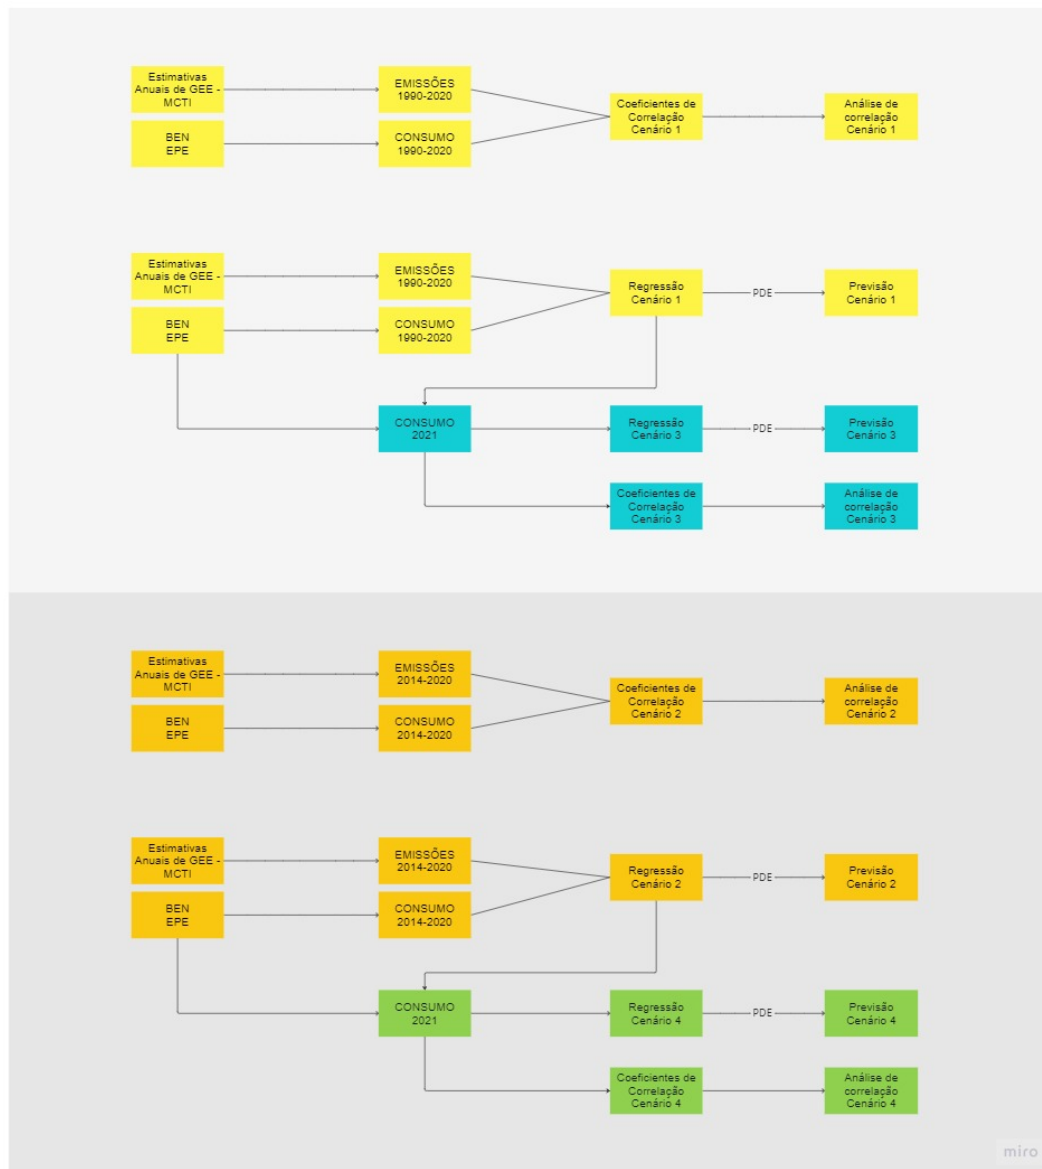 Estimativas
Anuais de GEE -
MCTI
EMISSÕES
1990-2020
BEN
EPE
CONSUMO
1990-2020
Coeficientes de
Correlação
Cenário 1
Análise de
correlação
Cenário 1
Estimativas
Anuais de GEE -
MCTI
EMISSÕES
1990-2020
BEN
EPE
CONSUMO
1990-2020
Regressão
Cenário 1
PDE
Previsão
Cenário 1
CONSUMO
2021
Regressão
Cenário 3
PDE
Previsão
Cenário 3
Coeficientes de
Correlação
Cenário 3
Análise de
correlação
Cenário 3
Estimativas
Anuais de GEE -
MCTI
EMISSÕES
2014-2020
BEN
EPE
CONSUMO
2014-2020
Coeficientes de
Correlação
Cenário 2
Análise de
correlação
Cenário 2
Estimativas
Anuais de GEE -
MCTI
EMISSÕES
2014-2020
BEN
EPE
CONSUMO
2014-2020
Regressão
Cenário 2
PDE
Previsão
Cenário 2
CONSUMO
2021
Regressão
Cenário 4
PDE
Previsão
Cenário 4
Coeficientes de
Correlação
Cenário 4
Análise de
correlação
Cenário 4
miro